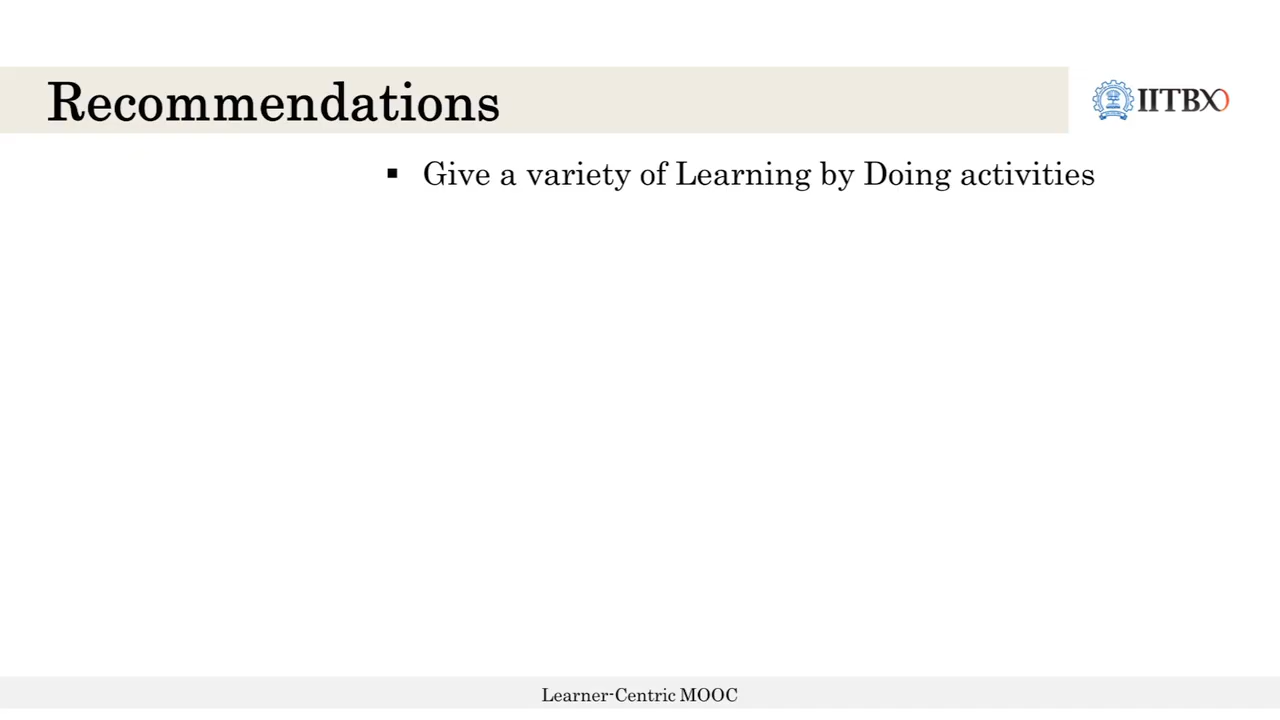 Recommendations
IITBX
▪ Give a variety of Learning by Doing activities
Learner-Centric MOOC